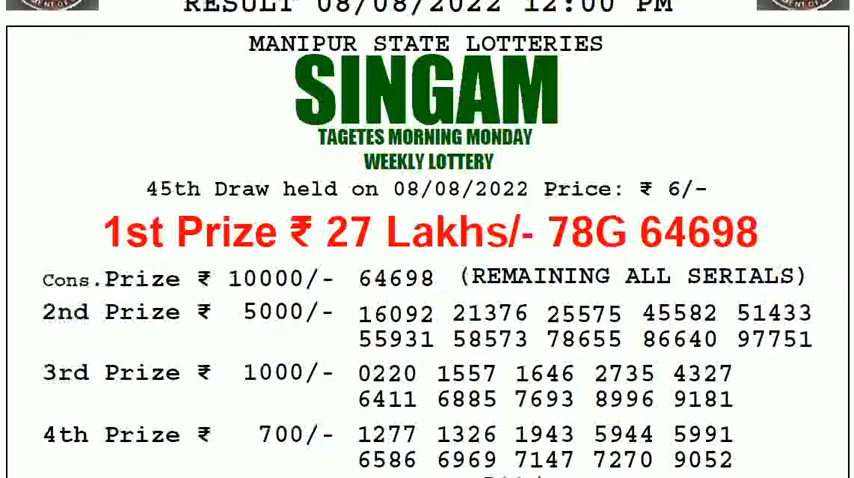 RESULT 08/08/2022 12:00 PM
MANIPUR STATE LOTTERIES
SINGAM
TAGETES MORNING MONDAY
WEEKLY LOTTERY
45th Draw held on 08/08/2022 Price: ₹ 6/-
1st Prize ₹ 27 Lakhs/- 78G 64698
Cons.Prize ₹ 10000/- 64698 (REMAINING ALL SERIALS)
2nd Prize ₹ 5000/- 16092 21376 25575 45582 51433
55931 58573 78655 86640 97751
3rd Prize ₹ 1000/- 0220 1557 1646 2735 4327
6411 6885 7693 8996 9181
4th Prize ₹ 700/- 1277 1326 1943 5944 5991
6586 6969 7147 7270 9052